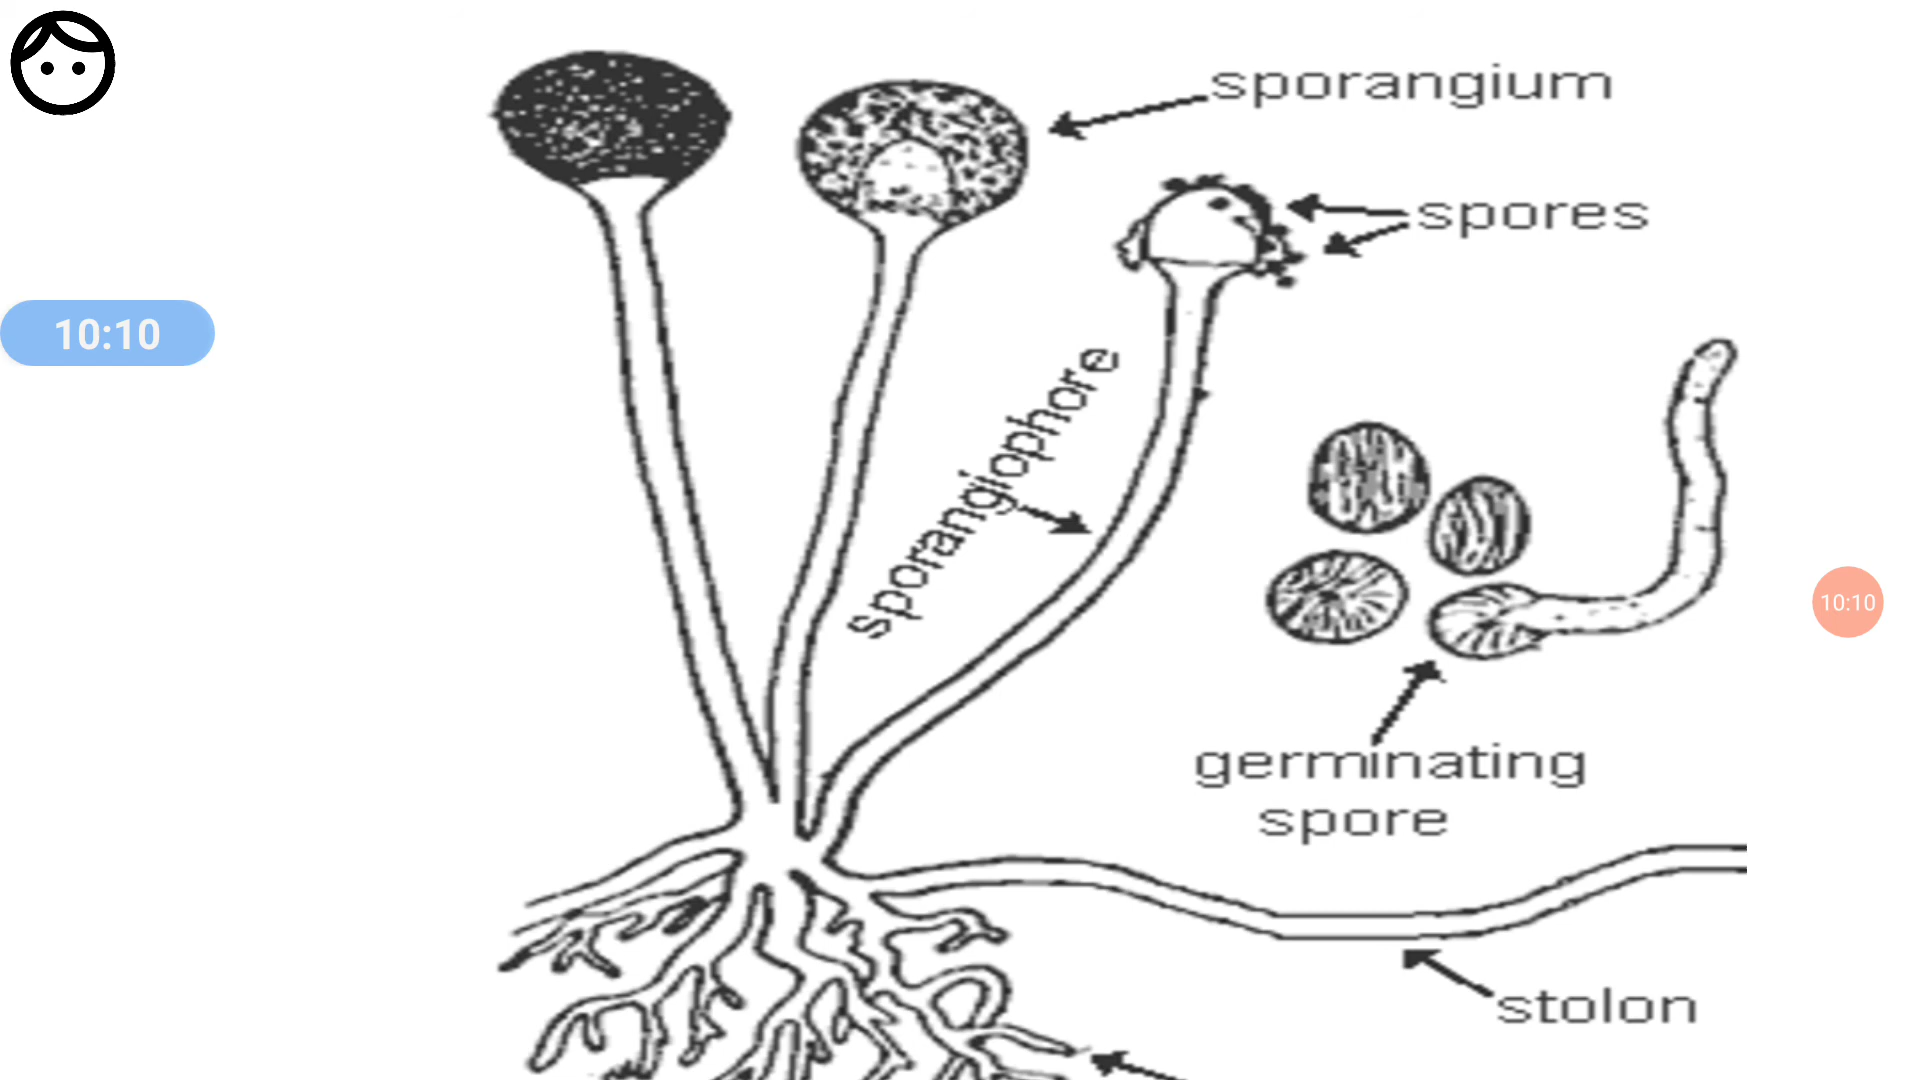 sporangium
spores
10:10
sporangiophore
10:10
germinating
spore
stolon